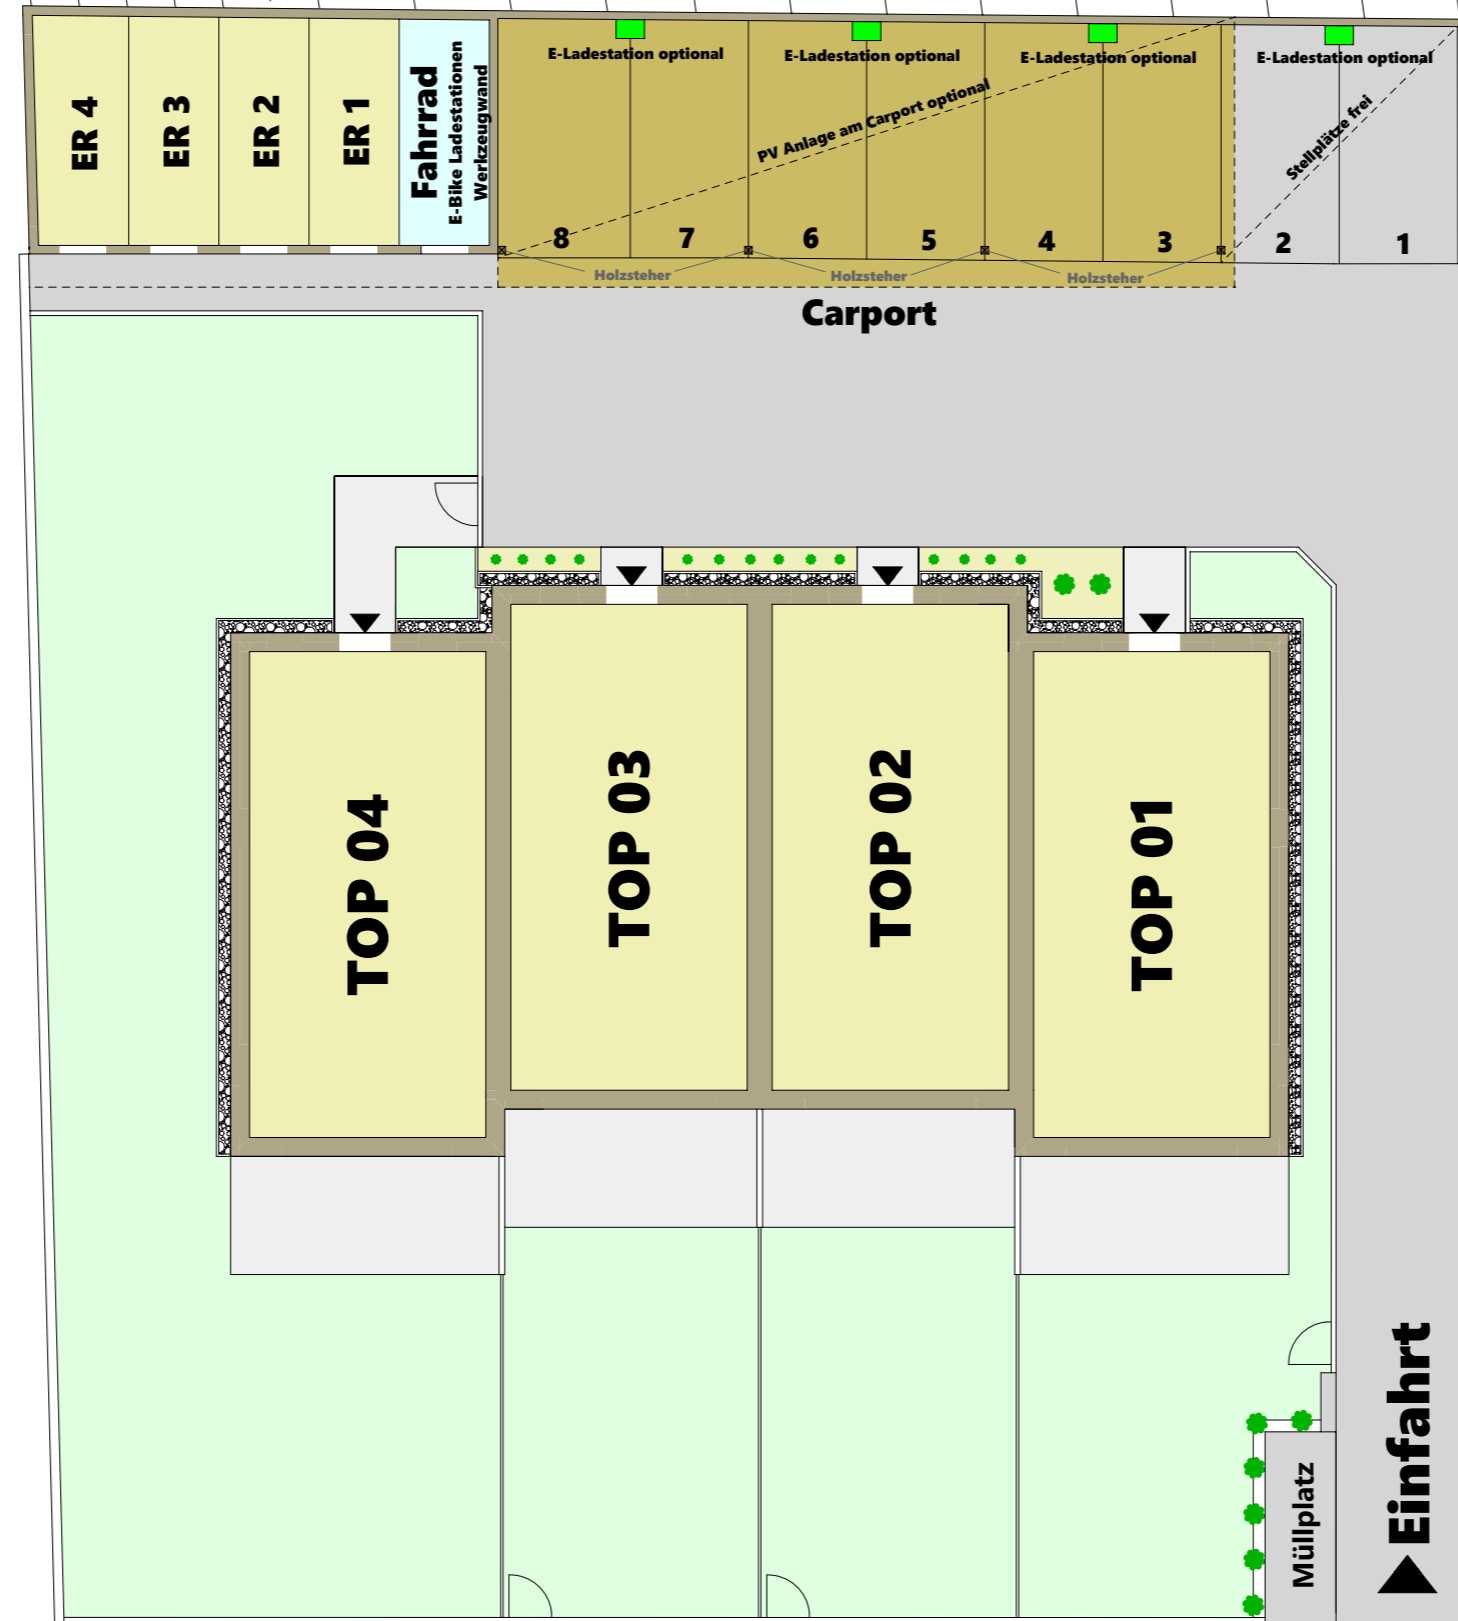 ER 4
ER 3
ER 2
ER 1
Fahrrad
E-Bike Ladestationen
Werkzeugwand
E-Ladestation optional
E-Ladestation optional
E-Ladestation optional
E-Ladestation optional
PV Anlage am Carport optional
Stellplätze frei
8
7
6
5
4
3
2
1
Holzsteher
Holzsteher
Holzsteher
Carport
TOP 04
TOP 03
TOP 02
TOP 01
Müllplatz
Einfahrt